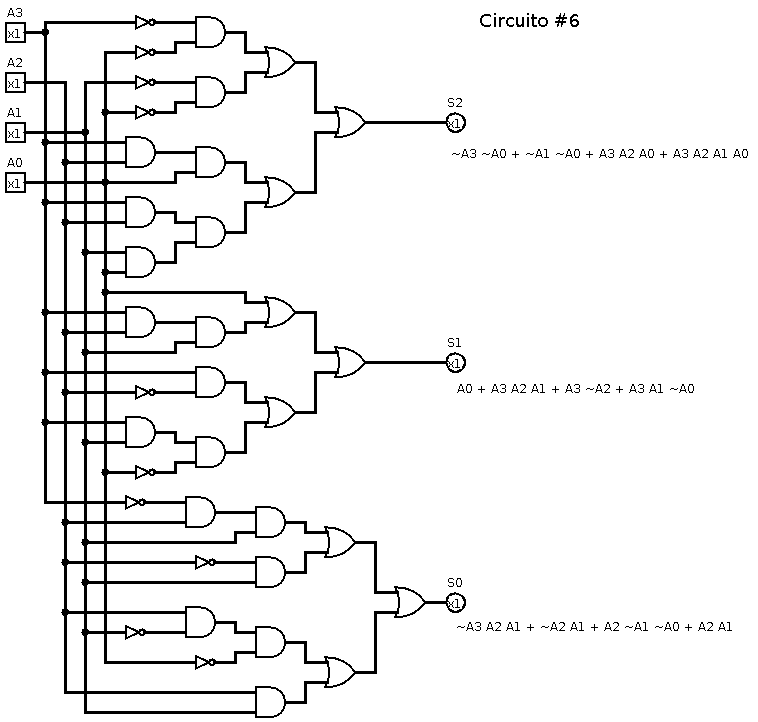 Circuito #6
A3
x1
A2
x1
A1
x1
A0
x1
S2
x1
~A3 ~A0 + ~A1 ~A0 + A3 A2 A0 + A3 A2 A1 A0
S1
x1
A0 + A3 A2 A1 + A3 ~A2 + A3 A1 ~A0
S0
x1
~A3 A2 A1 + ~A2 A1 + A2 ~A1 ~A0 + A2 A1